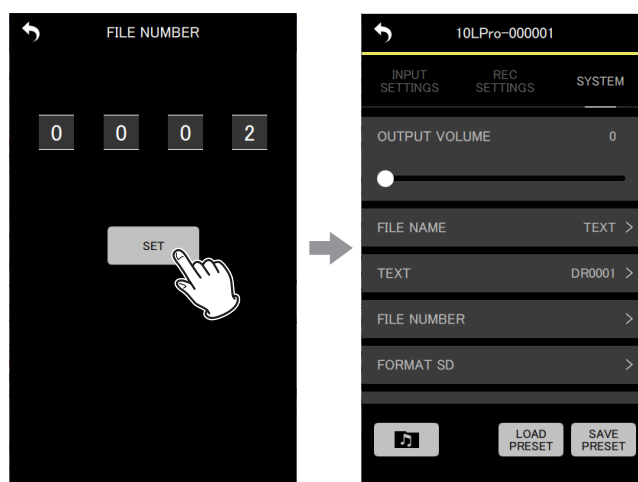 FILE NUMBER
0 0 0 2
SET
10LPro-000001
INPUT SETTINGS
REC SETTINGS
SYSTEM
OUTPUT VOLUME 0
FILE NAME TEXT >
TEXT DR0001 >
FILE NUMBER >
FORMAT SD >
LOAD PRESET
SAVE PRESET